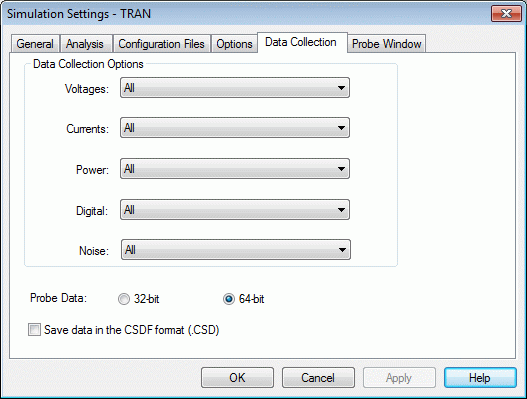 Simulation Settings - TRAN
General Analysis Configuration Files Options Data Collection Probe Window
Data Collection Options
Voltages: All
Currents: All
Power: All
Digital: All
Noise: All
Probe Data: 32-bit 64-bit
Save data in the CSDF format (.CSD)
OK Cancel Apply Help